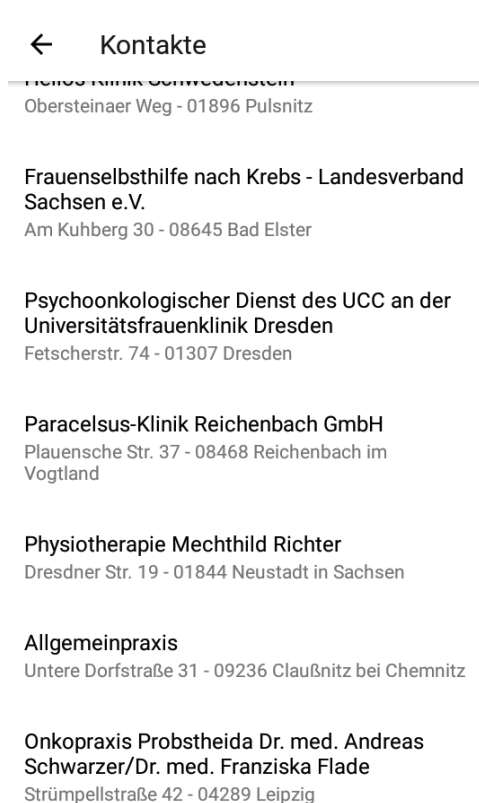 Kontakte
Helios Klinik Schwedenstein
Obersteinaer Weg - 01896 Pulsnitz
Frauenselbsthilfe nach Krebs - Landesverband
Sachsen e.V.
Am Kuhberg 30 - 08645 Bad Elster
Psychoonkologischer Dienst des UCC an der
Universitätsfrauenklinik Dresden
Fetscherstr. 74 - 01307 Dresden
Paracelsus-Klinik Reichenbach GmbH
Plauensche Str. 37 - 08468 Reichenbach im
Vogtland
Physiotherapie Mechthild Richter
Dresdner Str. 19 - 01844 Neustadt in Sachsen
Allgemeinpraxis
Untere Dorfstraße 31 - 09236 Claußnitz bei Chemnitz
Onkopraxis Probstheida Dr. med. Andreas
Schwarzer/Dr. med. Franziska Flade
Strümpellstraße 42 - 04289 Leipzig